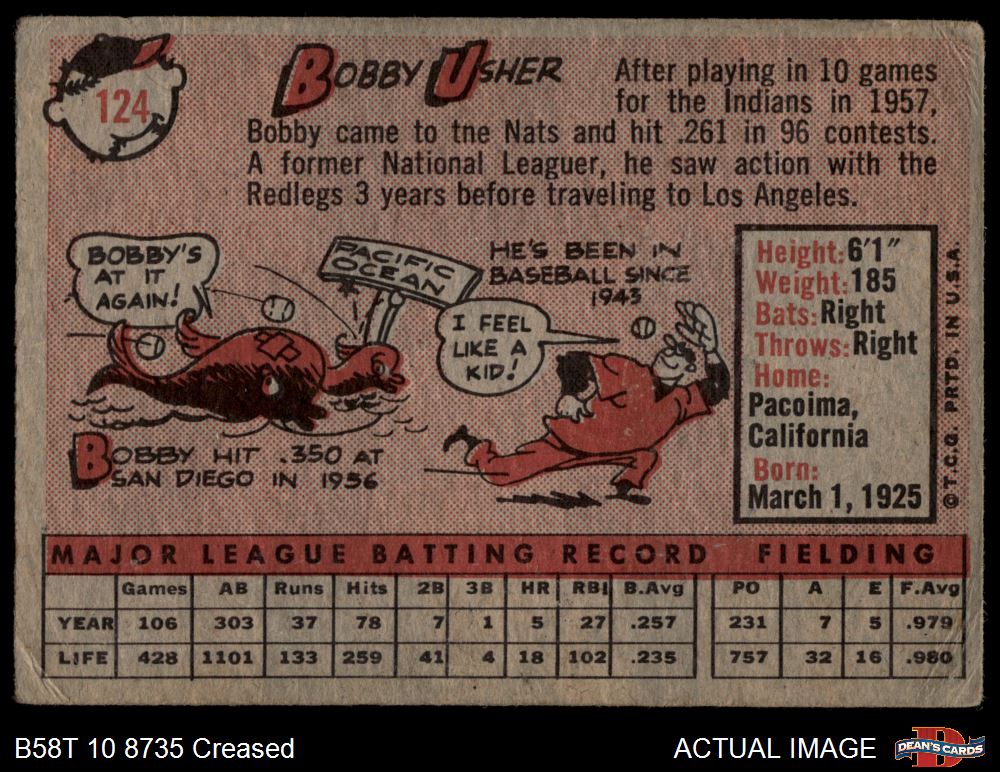 124
BOBBY USHER
After playing in 10 games
for the Indians in 1957,
Bobby came to tne Nats and hit .261 in 96 contests.
A former National Leaguer, he saw action with the
Redlegs 3 years before traveling to Los Angeles.
BOBBY'S
AT IT
AGAIN!
PACIFIC
OCEAN
HE'S BEEN IN
BASEBALL SINCE
1943
I FEEL
LIKE A
KID!
BOBBY HIT .350 AT
SAN DIEGO IN 1956
Height: 6'1"
Weight: 185
Bats: Right
Throws: Right
Home:
Pacoima,
California
Born:
March 1, 1925
© T.C.G. PRTD. IN U.S.A.
MAJOR LEAGUE BATTING RECORD FIELDING
Games AB Runs Hits 2B 3B HR RBI B.Avg PO A E F.Avg
YEAR 106 303 37 78 7 1 5 27 .257 231 7 5 .979
LIFE 428 1101 133 259 41 4 18 102 .235 757 32 16 .980
B58T 10 8735 Creased
ACTUAL IMAGE
DEAN'S CARDS